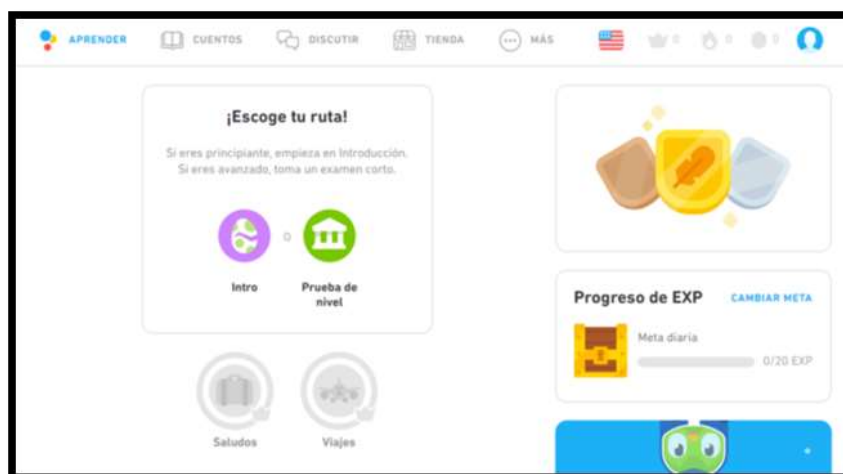 APRENDER
CUENTOS
DISCUTIR
TIENDA
MÁS
0
0
0
¡Escoge tu ruta!
Si eres principiante, empieza en Introducción.
Si eres avanzado, toma un examen corto.
o
Intro
Prueba de
nivel
Saludos
Viajes
Progreso de EXP
CAMBIAR META
Meta diaria
0/20 EXP